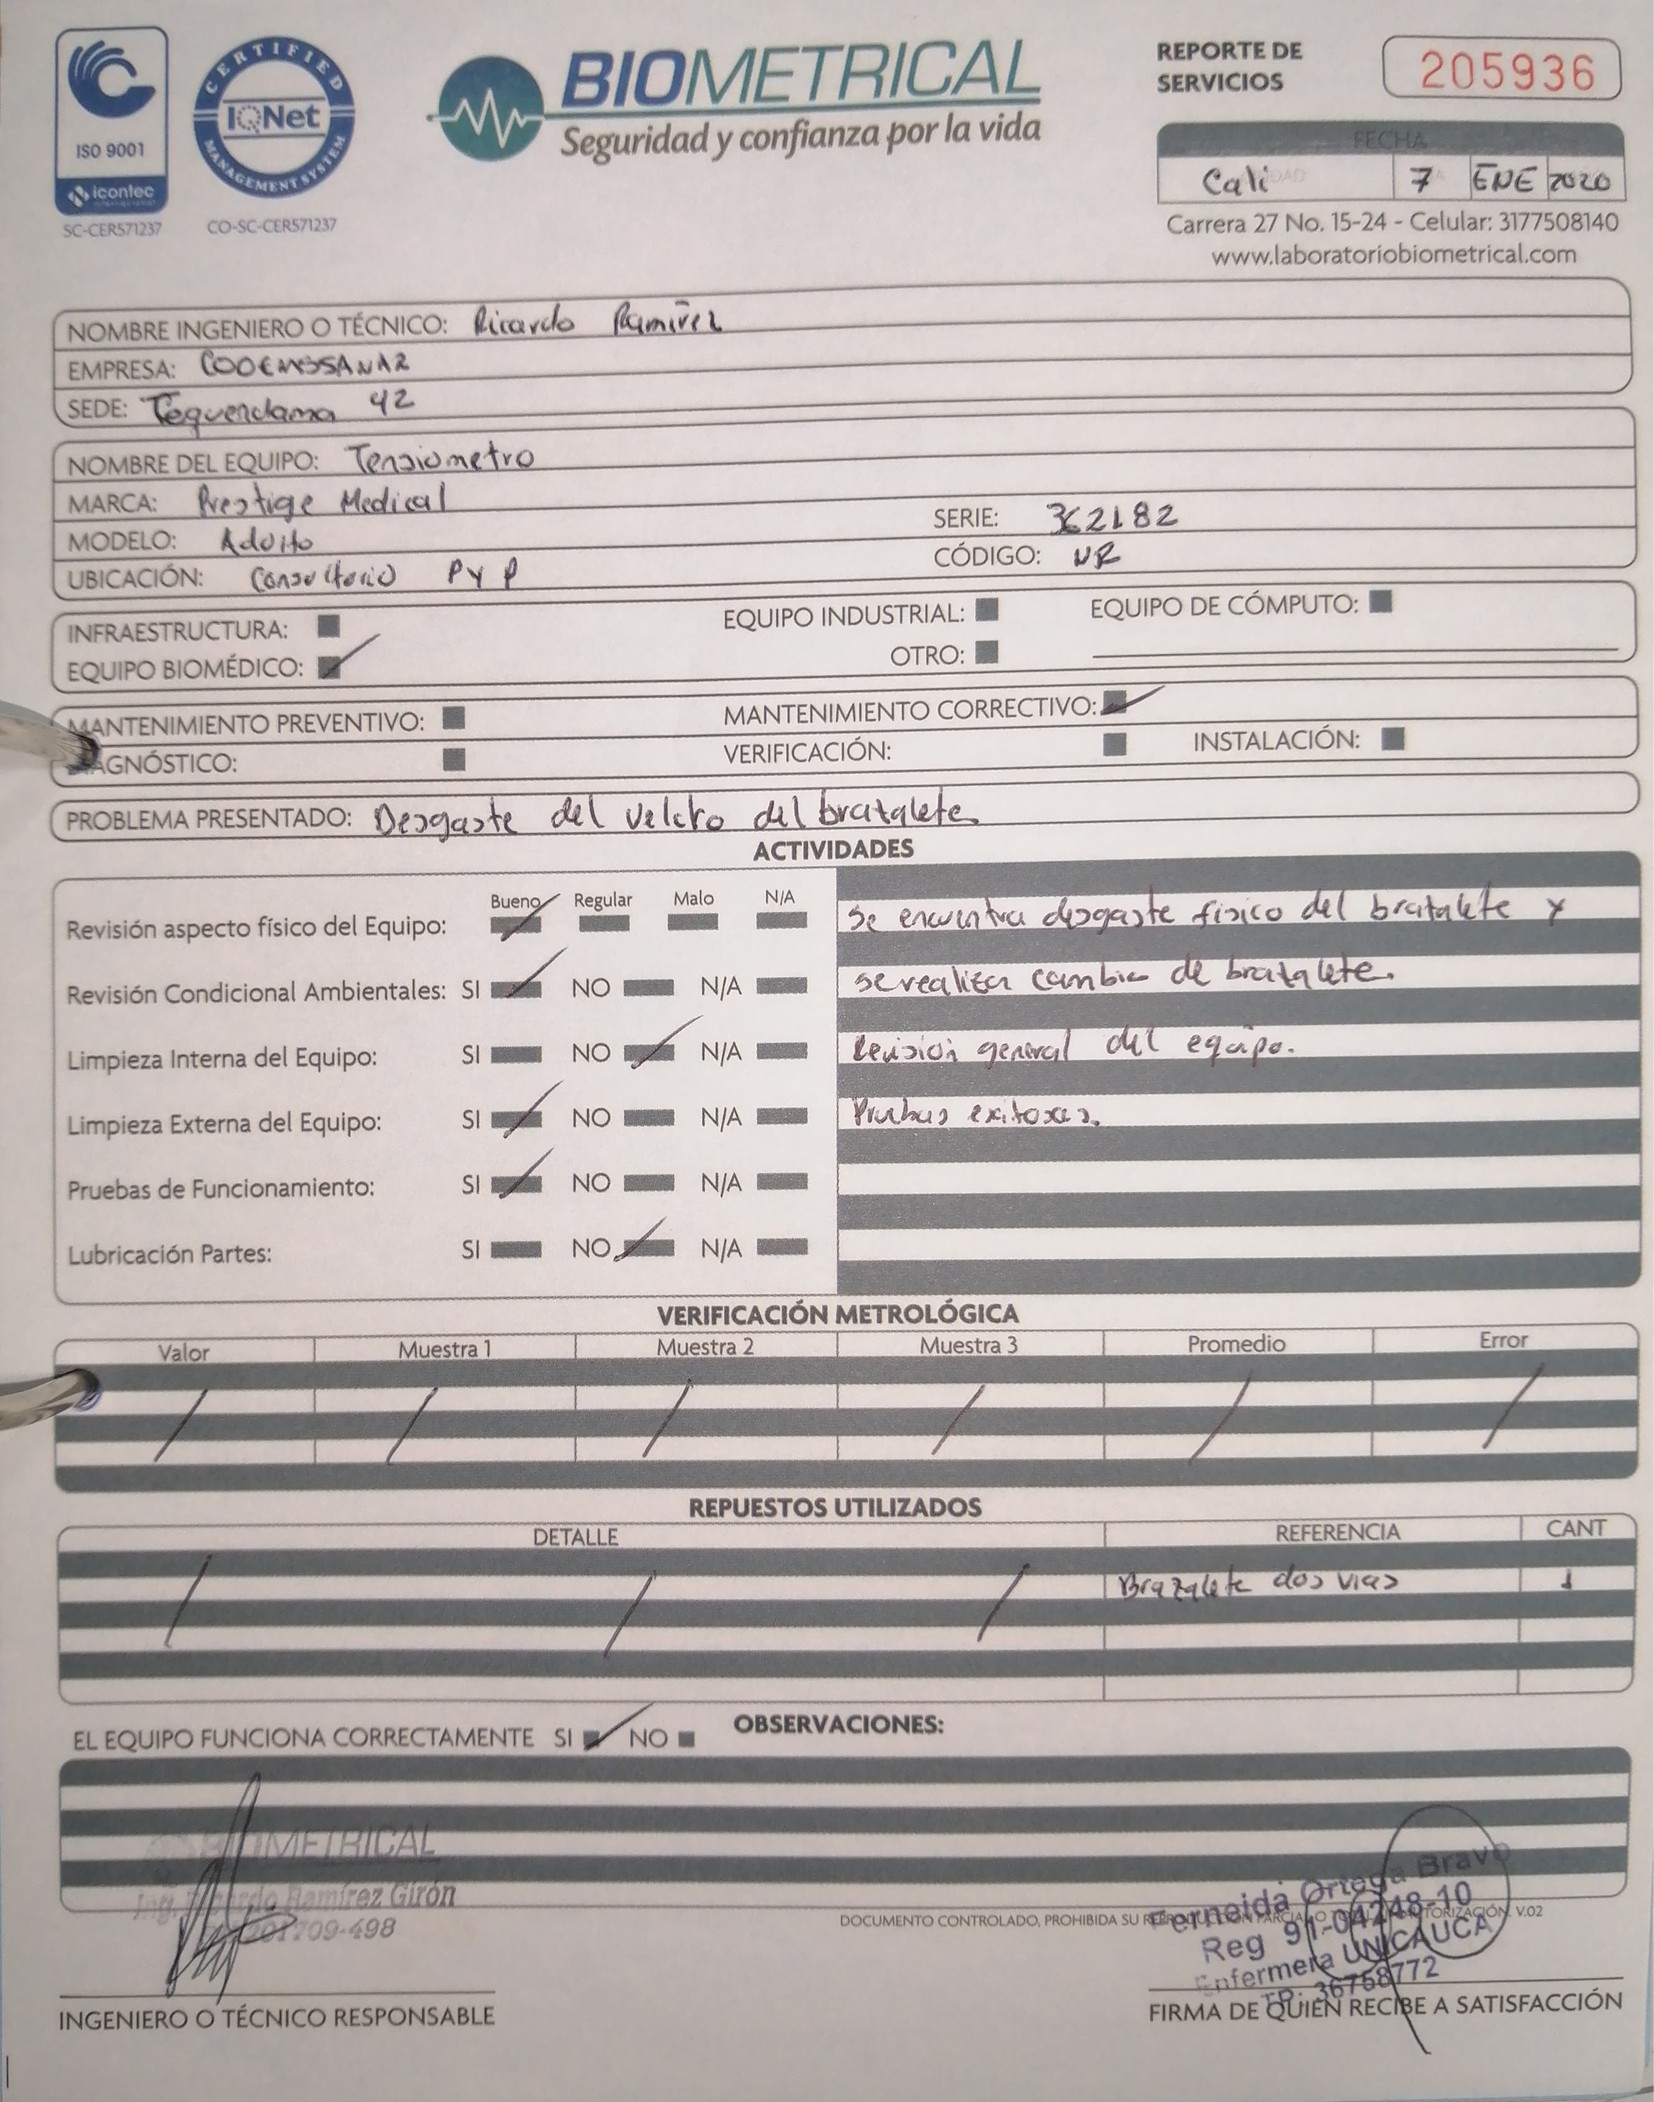 ISO 9001
icontec
SC-CER571237
CERTIFIED
IQNet
MANAGEMENT SYSTEM
CO-SC-CER571237
BIOMETRICAL
Seguridad y confianza por la vida
REPORTE DE
SERVICIOS
205936
FECHA
Cali 7 ENE 2020
Carrera 27 No. 15-24 - Celular: 3177508140
www.laboratoriobiometrical.com
NOMBRE INGENIERO O TÉCNICO: Ricardo Ramirez
EMPRESA: COOEMSSANAR
SEDE: Tequendama 42
NOMBRE DEL EQUIPO: Tensiometro
MARCA: Prestige Medical
SERIE: 362182
MODELO: Adulto
CÓDIGO: NR
UBICACIÓN: Consultorio P y P
INFRAESTRUCTURA:
EQUIPO INDUSTRIAL:
EQUIPO DE CÓMPUTO:
EQUIPO BIOMÉDICO:
OTRO:
MANTENIMIENTO PREVENTIVO:
MANTENIMIENTO CORRECTIVO:
DIAGNÓSTICO:
VERIFICACIÓN:
INSTALACIÓN:
PROBLEMA PRESENTADO: Desgaste del velcro del brazalete
ACTIVIDADES
Bueno Regular Malo N/A
Revisión aspecto físico del Equipo:
Se encuentra desgaste fisico del brazalete y
Revisión Condicional Ambientales: SI NO N/A
se realiza cambio de brazalete.
Limpieza Interna del Equipo: SI NO N/A
Revision general del equipo.
Limpieza Externa del Equipo: SI NO N/A
Pruebas exitosas.
Pruebas de Funcionamiento: SI NO N/A
Lubricación Partes: SI NO N/A
VERIFICACIÓN METROLÓGICA
Valor Muestra 1 Muestra 2 Muestra 3 Promedio Error
REPUESTOS UTILIZADOS
DETALLE REFERENCIA CANT
Brazalete dos vias 1
EL EQUIPO FUNCIONA CORRECTAMENTE SI NO OBSERVACIONES:
BIOMETRICAL
Ing. Ricardo Ramírez Girón
709-498
DOCUMENTO CONTROLADO, PROHIBIDA SU REPRODUCCIÓN PARCIAL O AUTORIZACIÓN. V.02
Ferneida Ortega Bravo
Reg 91-04248-10
Enfermera UNICAUCA
TP: 36758772
INGENIERO O TÉCNICO RESPONSABLE
FIRMA DE QUIEN RECIBE A SATISFACCIÓN